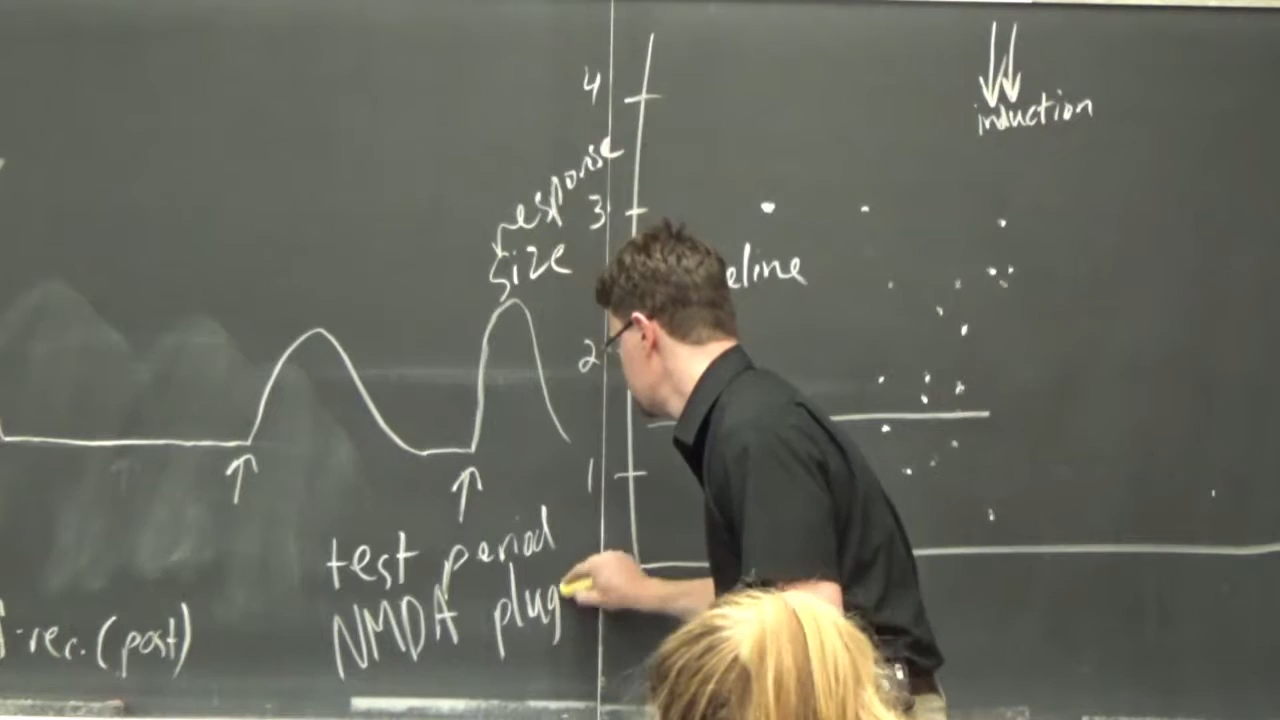 4
induction
response
size
3
eline
2
1
test period
NMDA plug
-rec. (post)